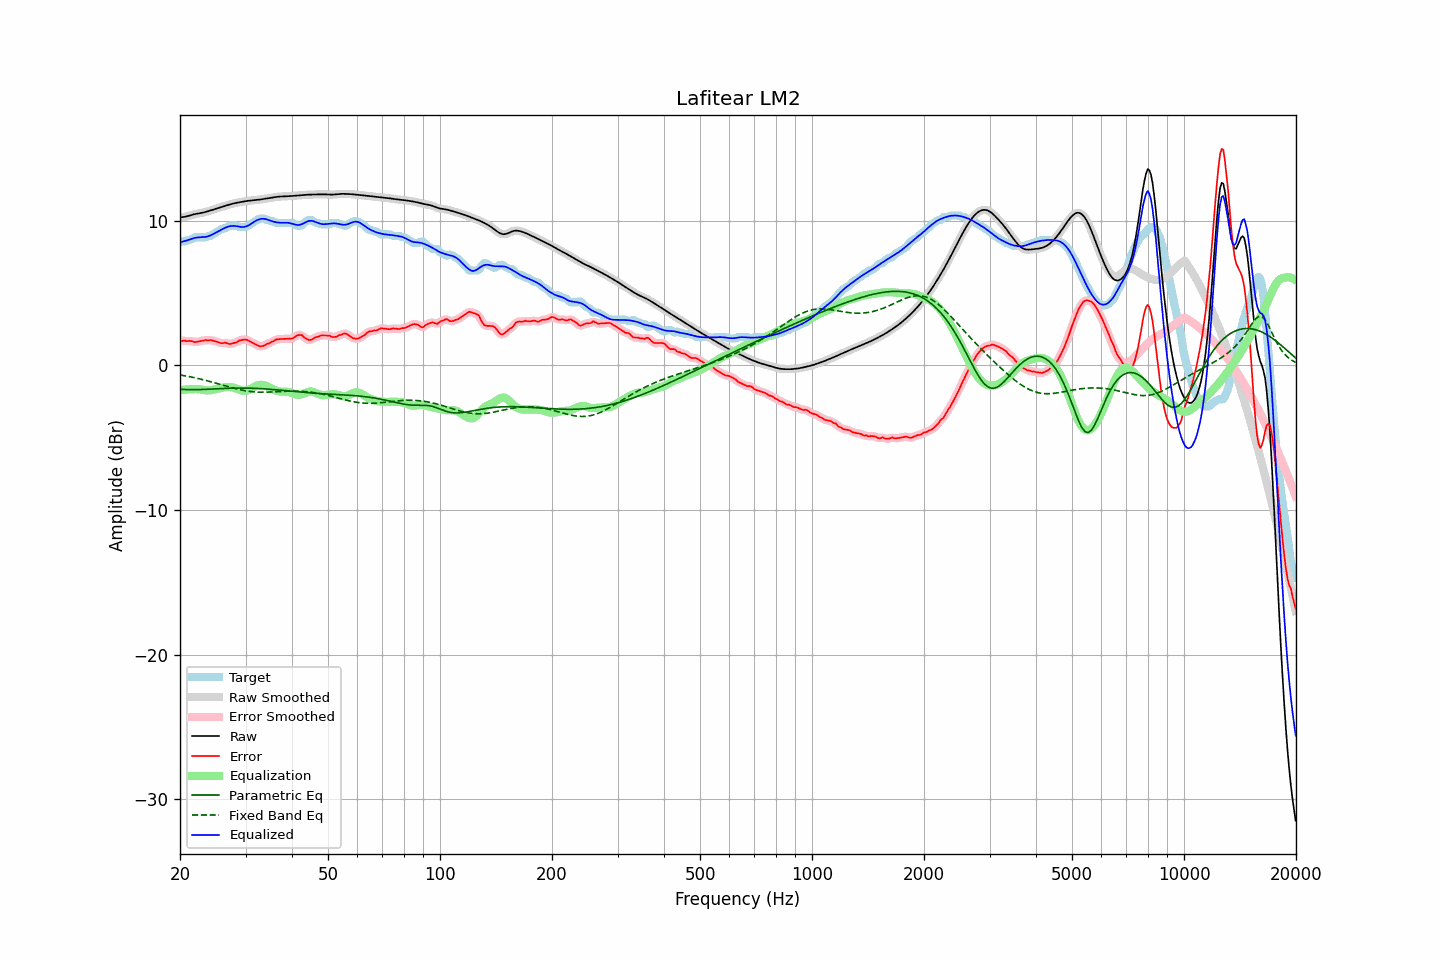 Lafitear LM2
Amplitude (dBr)
10
0
−10
−20
−30
Target
Raw Smoothed
Error Smoothed
Raw
Error
Equalization
Parametric Eq
Fixed Band Eq
Equalized
20 50 100 200 500 1000 2000 5000 10000 20000
Frequency (Hz)